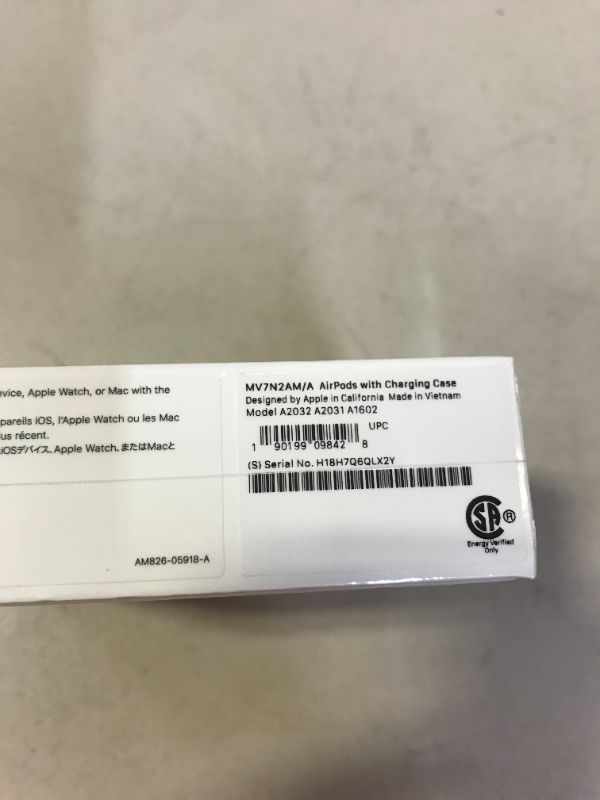 evice, Apple Watch, or Mac with the
pareils iOS, l'Apple Watch ou les Mac
lus récent.
iOSデバイス、Apple Watch、またはMacと
AM826-05918-A
MV7N2AM/A AirPods with Charging Case
Designed by Apple in California Made in Vietnam
Model A2032 A2031 A1602
UPC
1 90199 09842 8
(S) Serial No. H18H7Q6QLX2Y
SA ®
Energy Verified
Only